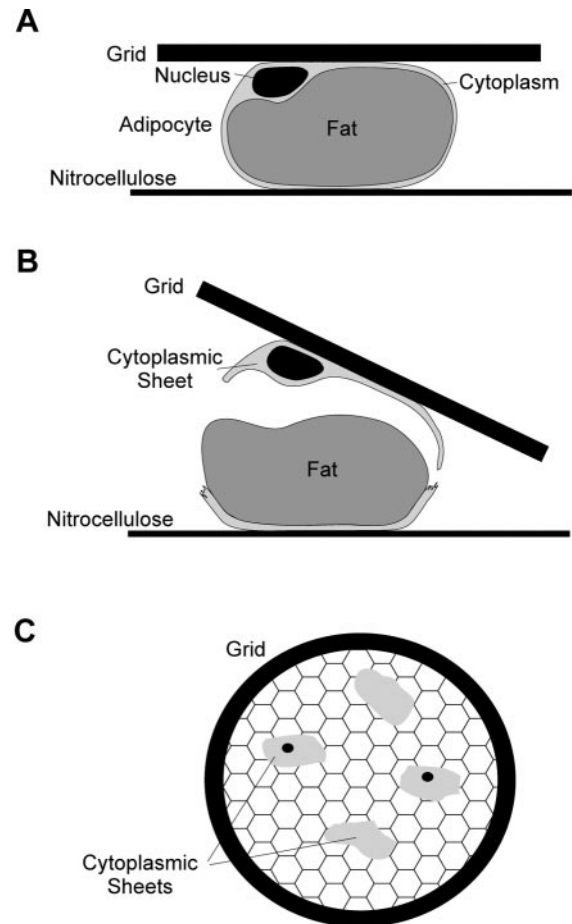 A
Grid
Nucleus
Cytoplasm
Adipocyte
Fat
Nitrocellulose
B
Grid
Cytoplasmic
Sheet
Fat
Nitrocellulose
C
Grid
Cytoplasmic
Sheets